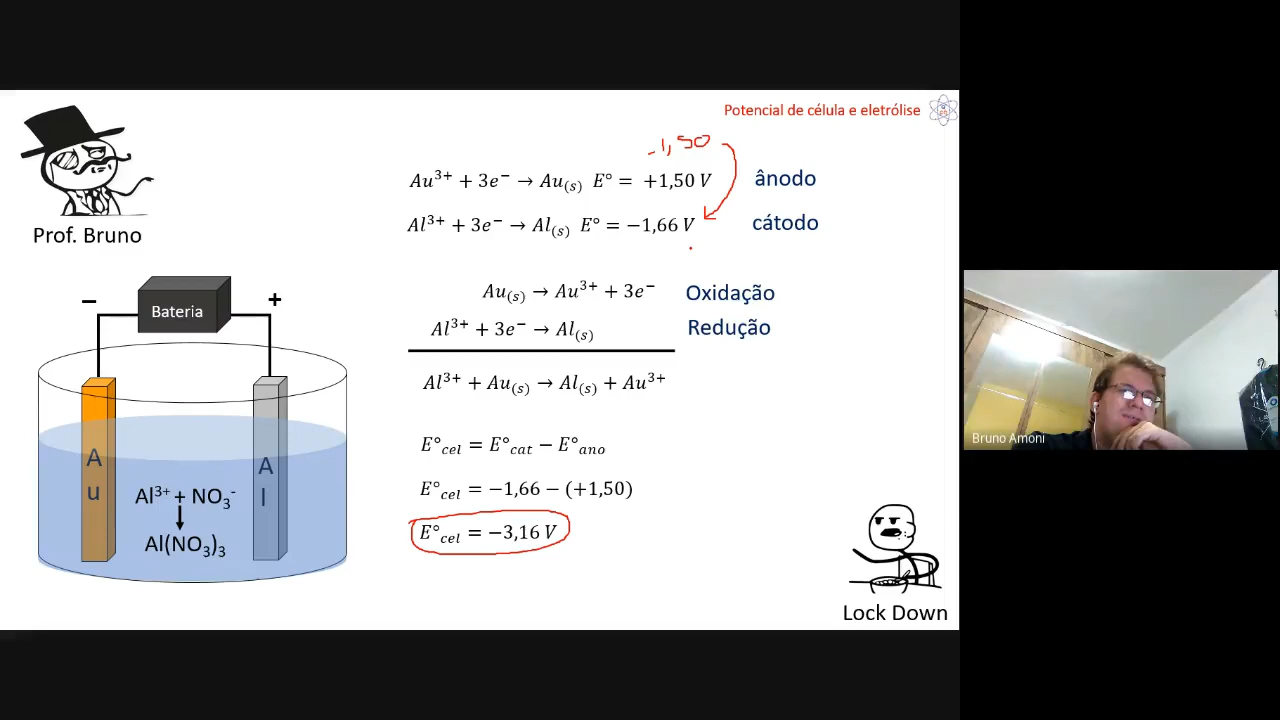 Potencial de célula e eletrólise
-1,50
Au³⁺ + 3e⁻ → Au₍s₎ E° = +1,50 V ânodo
Al³⁺ + 3e⁻ → Al₍s₎ E° = −1,66 V cátodo
Prof. Bruno
Au₍s₎ → Au³⁺ + 3e⁻ Oxidação
Al³⁺ + 3e⁻ → Al₍s₎ Redução
Al³⁺ + Au₍s₎ → Al₍s₎ + Au³⁺
E°cel = E°cat − E°ano
E°cel = −1,66 − (+1,50)
E°cel = −3,16 V
− +
Bateria
Au
Al
Al³⁺ + NO₃⁻
↓
Al(NO₃)₃
Lock Down
Bruno Amoni